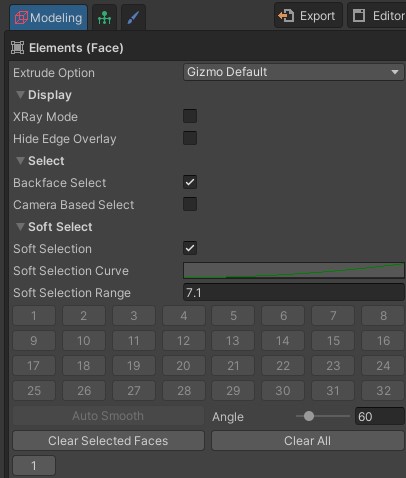 Modeling Export Editor
Elements (Face)
Extrude Option Gizmo Default
Display
XRay Mode
Hide Edge Overlay
Select
Backface Select
Camera Based Select
Soft Select
Soft Selection
Soft Selection Curve
Soft Selection Range 7.1
1 2 3 4 5 6 7 8
9 10 11 12 13 14 15 16
17 18 19 20 21 22 23 24
25 26 27 28 29 30 31 32
Auto Smooth Angle 60
Clear Selected Faces Clear All
1